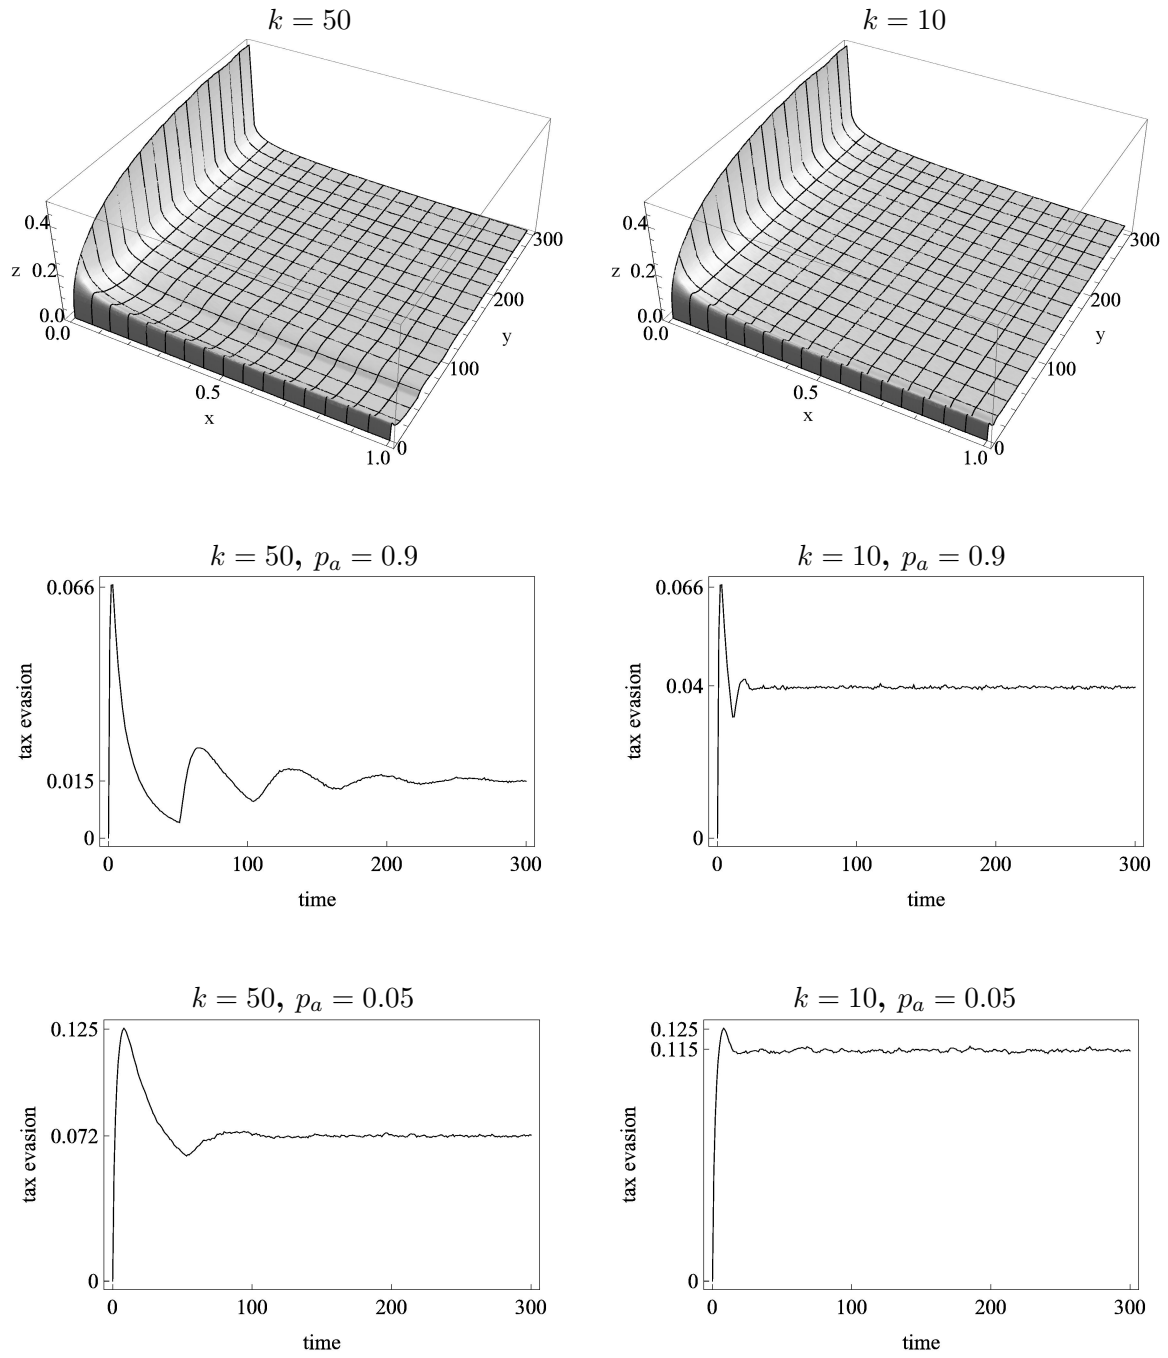 k = 50
k = 10
0.4
z 0.2
0.0
0.0
0.5
x
1.0
0
100
y
200
300
0.4
z 0.2
0.0
0.0
0.5
x
1.0
0
100
y
200
300
k = 50, pₐ = 0.9
0.066
0.015
0
tax evasion
0 100 200 300
time
k = 10, pₐ = 0.9
0.066
0.04
0
tax evasion
0 100 200 300
time
k = 50, pₐ = 0.05
0.125
0.072
0
tax evasion
0 100 200 300
time
k = 10, pₐ = 0.05
0.125
0.115
0
tax evasion
0 100 200 300
time